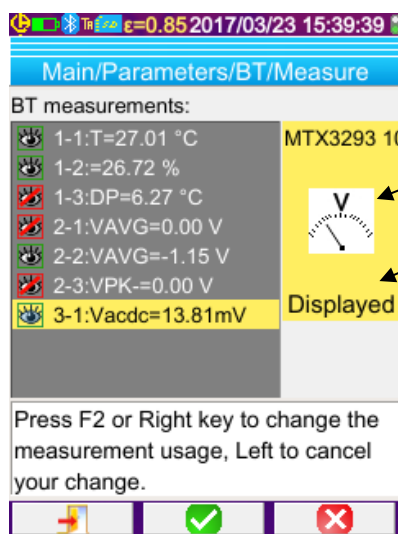 ε=0.85 2017/03/23 15:39:39
Main/Parameters/BT/Measure
BT measurements:
1-1:T=27.01 °C
MTX3293 10
1-2:=26.72 %
1-3:DP=6.27 °C
V
2-1:VAVG=0.00 V
2-2:VAVG=-1.15 V
2-3:VPK-=0.00 V
Displayed
3-1:Vacdc=13.81mV
Press F2 or Right key to change the
measurement usage, Left to cancel
your change.